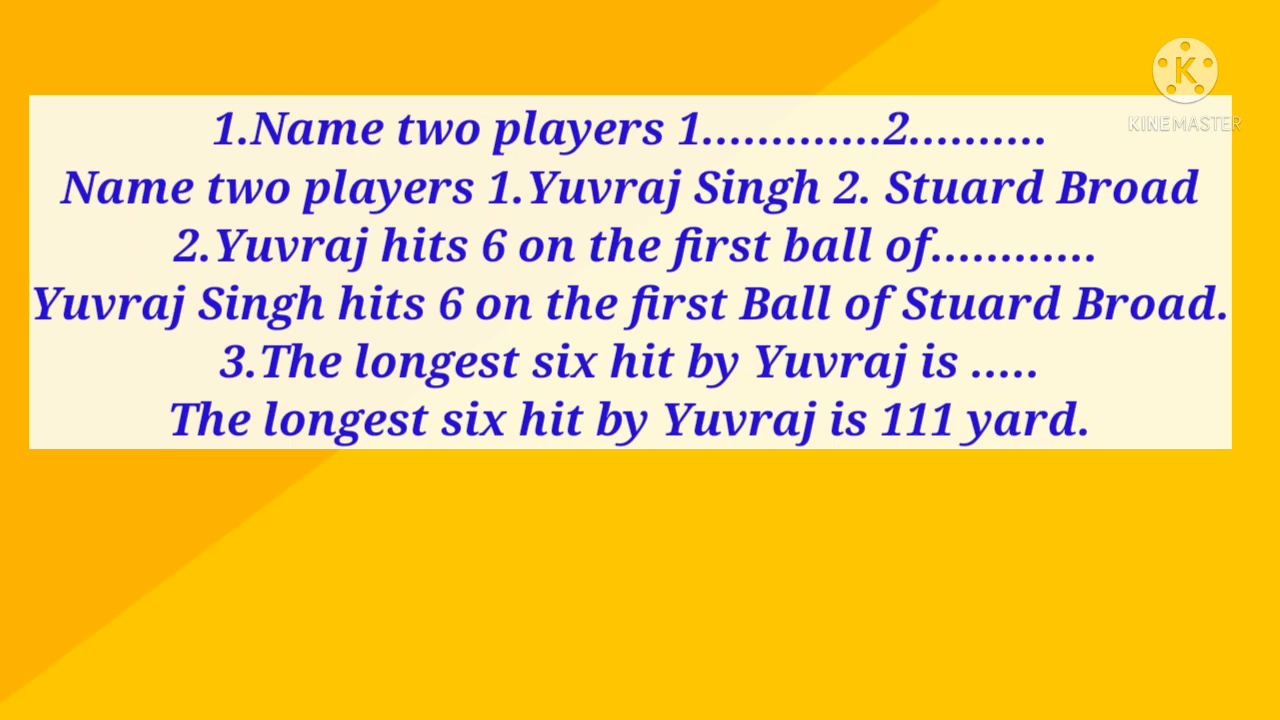 KINEMASTER
1.Name two players 1.............2..........
Name two players 1.Yuvraj Singh 2. Stuard Broad
2.Yuvraj hits 6 on the first ball of............
Yuvraj Singh hits 6 on the first Ball of Stuard Broad.
3.The longest six hit by Yuvraj is .....
The longest six hit by Yuvraj is 111 yard.